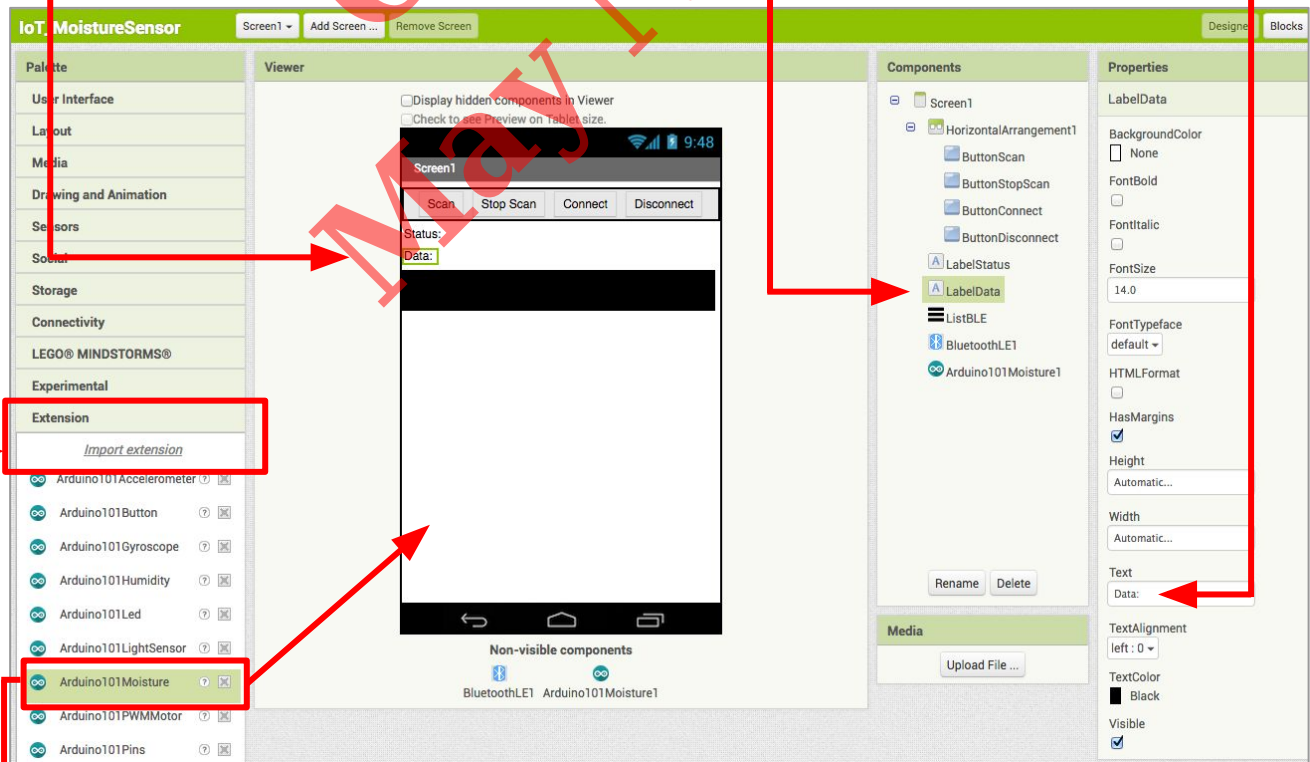 IoT_MoistureSensor
Screen1
Add Screen ...
Remove Screen
Designer
Blocks
Palette
User Interface
Layout
Media
Drawing and Animation
Sensors
Social
Storage
Connectivity
LEGO® MINDSTORMS®
Experimental
Extension
Import extension
Arduino101Accelerometer
Arduino101Button
Arduino101Gyroscope
Arduino101Humidity
Arduino101Led
Arduino101LightSensor
Arduino101Moisture
Arduino101PWMMotor
Arduino101Pins
Viewer
Display hidden components in Viewer
Check to see Preview on Tablet size.
9:48
Screen1
Scan
Stop Scan
Connect
Disconnect
Status:
Data:
Non-visible components
BluetoothLE1
Arduino101Moisture1
May
Components
Screen1
HorizontalArrangement1
ButtonScan
ButtonStopScan
ButtonConnect
ButtonDisconnect
LabelStatus
LabelData
ListBLE
BluetoothLE1
Arduino101Moisture1
Rename
Delete
Media
Upload File ...
Properties
LabelData
BackgroundColor
None
FontBold
FontItalic
FontSize
14.0
FontTypeface
default
HTMLFormat
HasMargins
Height
Automatic...
Width
Automatic...
Text
Data:
TextAlignment
left : 0
TextColor
Black
Visible